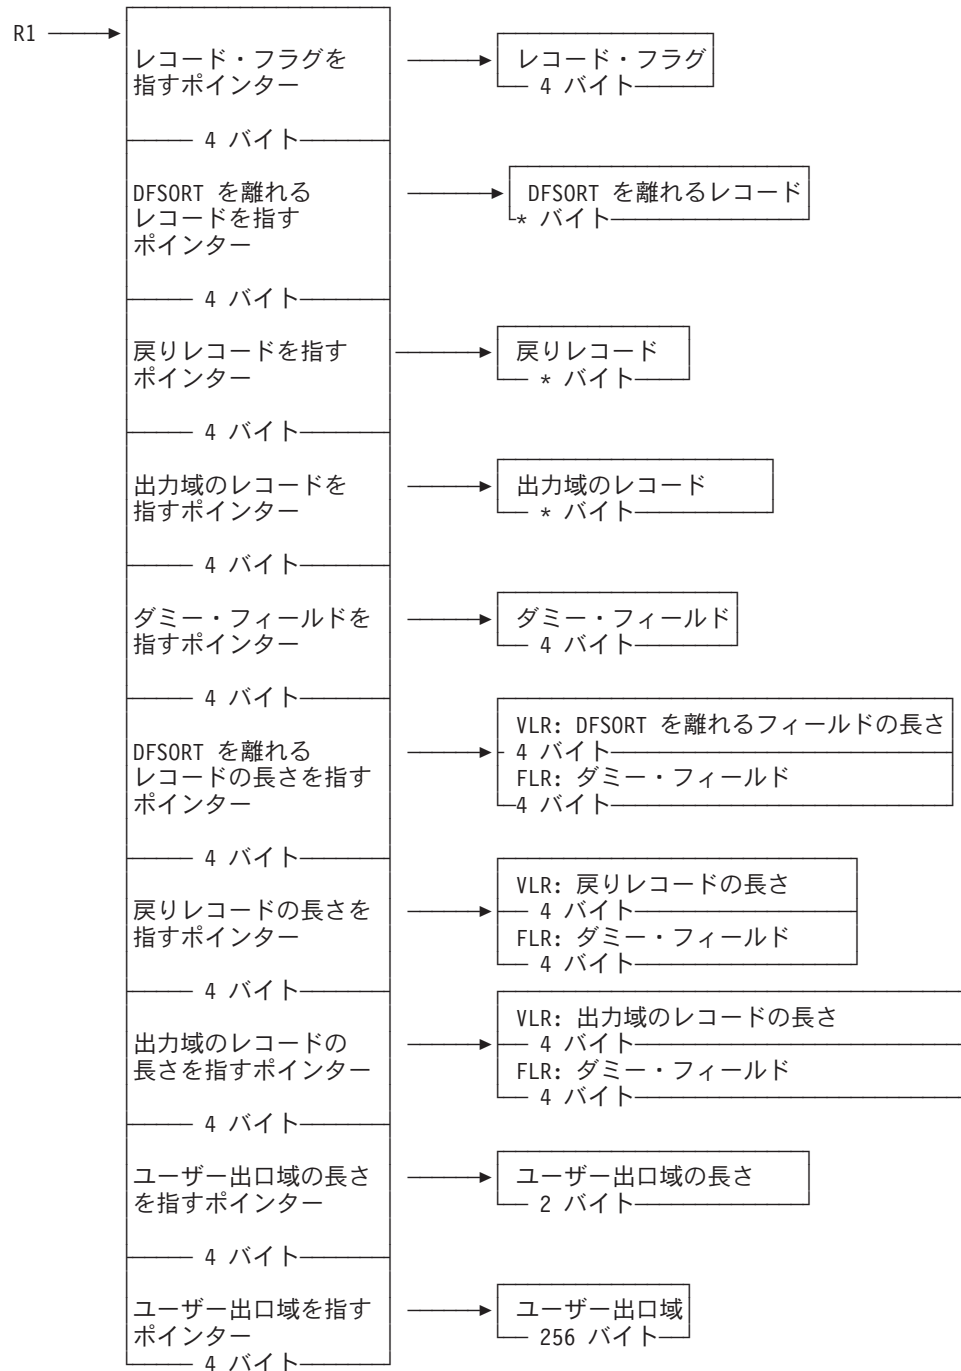 R1
レコード・フラグを
指すポインター
レコード・フラグ
4 バイト
4 バイト
DFSORT を離れる
レコードを指す
ポインター
DFSORT を離れるレコード
* バイト
4 バイト
戻りレコードを指す
ポインター
戻りレコード
* バイト
4 バイト
出力域のレコードを
指すポインター
出力域のレコード
* バイト
4 バイト
ダミー・フィールドを
指すポインター
ダミー・フィールド
4 バイト
4 バイト
DFSORT を離れる
レコードの長さを指す
ポインター
VLR: DFSORT を離れるフィールドの長さ
4 バイト
FLR: ダミー・フィールド
4 バイト
4 バイト
戻りレコードの長さを
指すポインター
VLR: 戻りレコードの長さ
4 バイト
FLR: ダミー・フィールド
4 バイト
4 バイト
出力域のレコードの
長さを指すポインター
VLR: 出力域のレコードの長さ
4 バイト
FLR: ダミー・フィールド
4 バイト
4 バイト
ユーザー出口域の長さ
を指すポインター
ユーザー出口域の長さ
2 バイト
4 バイト
ユーザー出口域を指す
ポインター
ユーザー出口域
256 バイト
4 バイト